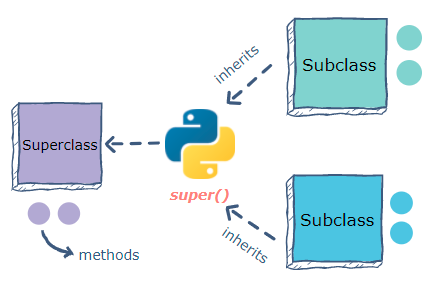 inherits
Subclass
Superclass
super()
Subclass
inherits
methods